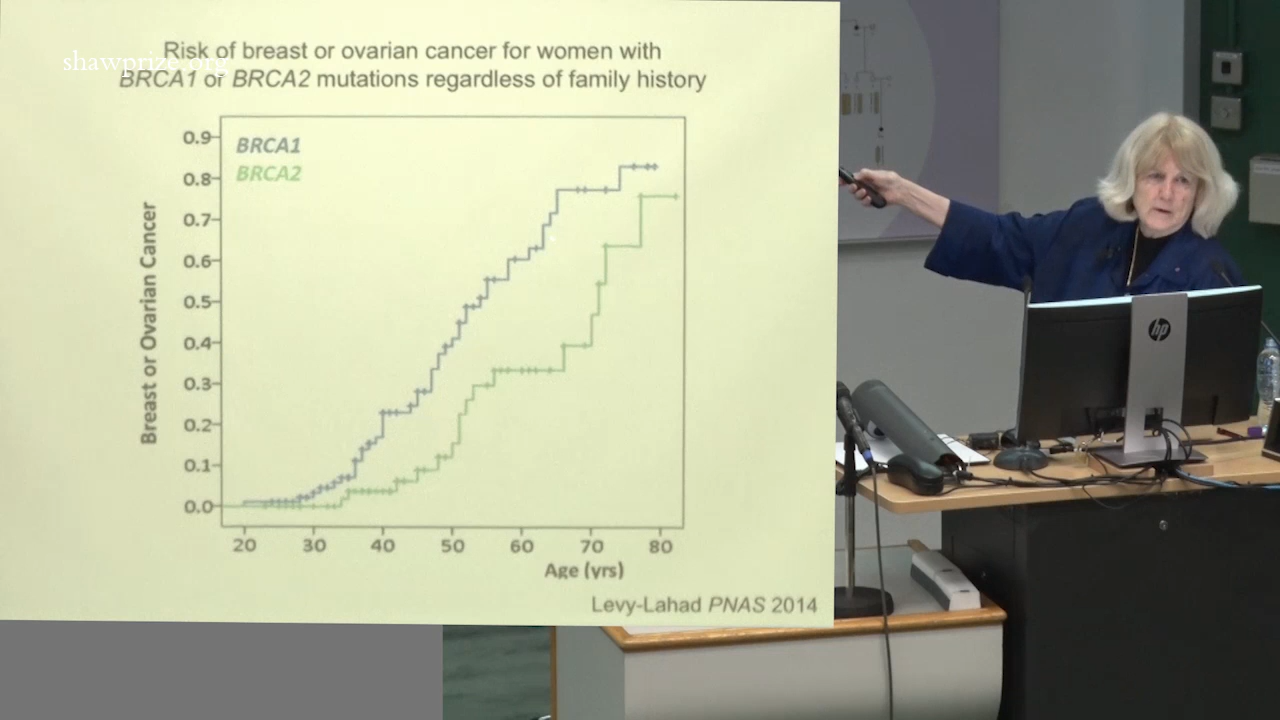 shawprize.org
Risk of breast or ovarian cancer for women with
BRCA1 or BRCA2 mutations regardless of family history
BRCA1
BRCA2
Breast or Ovarian Cancer
0.9
0.8
0.7
0.6
0.5
0.4
0.3
0.2
0.1
0.0
20 30 40 50 60 70 80
Age (yrs)
Levy-Lahad PNAS 2014
hp